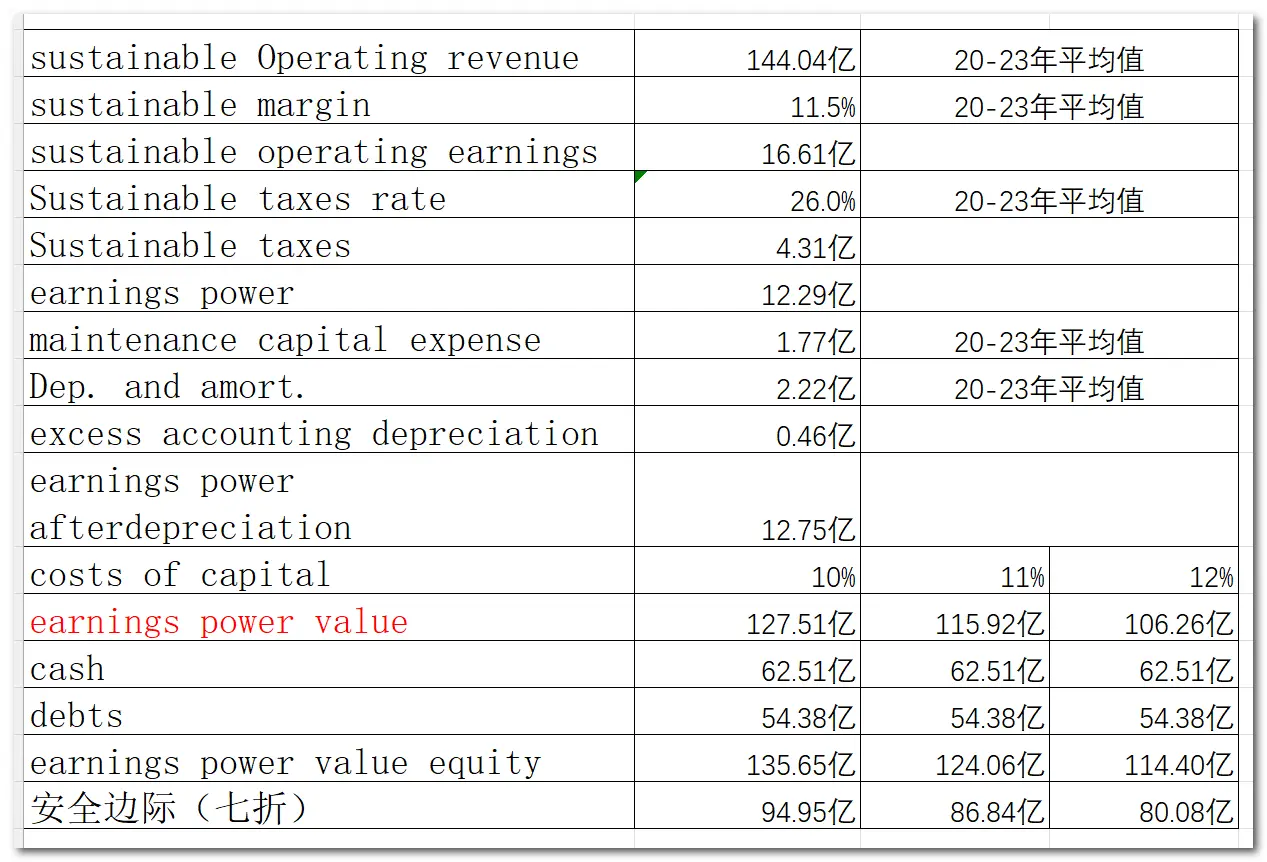 sustainable Operating revenue 144.04亿 20-23年平均值
sustainable margin 11.5% 20-23年平均值
sustainable operating earnings 16.61亿
Sustainable taxes rate 26.0% 20-23年平均值
Sustainable taxes 4.31亿
earnings power 12.29亿
maintenance capital expense 1.77亿 20-23年平均值
Dep. and amort. 2.22亿 20-23年平均值
excess accounting depreciation 0.46亿
earnings power
afterdepreciation 12.75亿
costs of capital 10% 11% 12%
earnings power value 127.51亿 115.92亿 106.26亿
cash 62.51亿 62.51亿 62.51亿
debts 54.38亿 54.38亿 54.38亿
earnings power value equity 135.65亿 124.06亿 114.40亿
安全边际（七折） 94.95亿 86.84亿 80.08亿